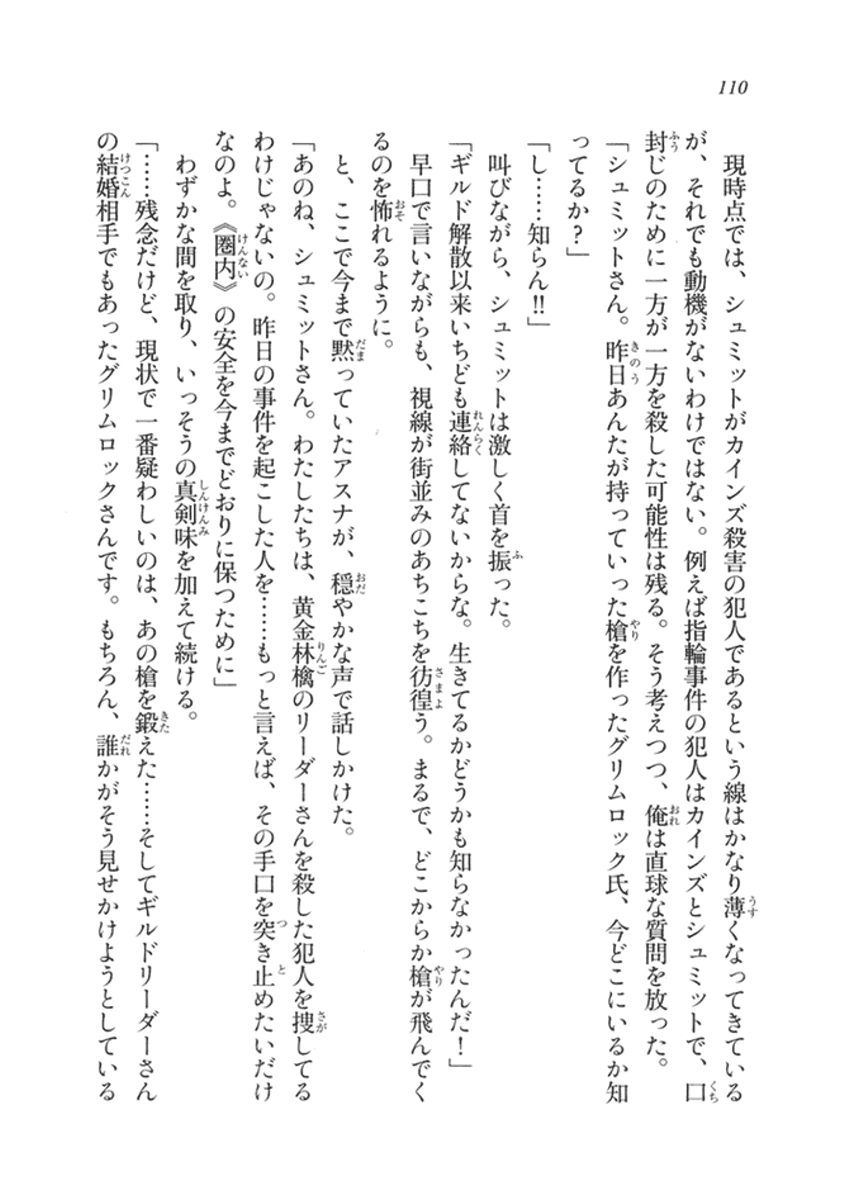 110
現時点では、シュミットがカインズ殺害の犯人であるという線はかなり薄くなってきている
が、それでも動機がないわけではない。例えば指輪事件の犯人はカインズとシュミットで、口
封じのために一方が一方を殺した可能性は残る。そう考えつつ、俺は直球な質問を放った。
「シュミットさん。昨日あんたが持っていった槍を作ったグリムロック氏、今どこにいるか知
ってるか?」
「し……知らん!!」
叫びながら、シュミットは激しく首を振った。
「ギルド解散以来いちども連絡してないからな。生きてるかどうかも知らなかったんだ!」
早口で言いながらも、視線が街並みのあちこちを彷徨う。まるで、どこからか槍が飛んでく
るのを怖れるように。
と、ここで今まで黙っていたアスナが、穏やかな声で話しかけた。
「あのね、シュミットさん。わたしたちは、黄金林檎のリーダーさんを殺した犯人を捜してる
わけじゃないの。昨日の事件を起こした人を……もっと言えば、その手口を突き止めたいだけ
なのよ。《圏内》の安全を今までどおりに保つために」
わずかな間を取り、いっそうの真剣味を加えて続ける。
「……残念だけど、現状で一番疑わしいのは、あの槍を鍛えた……そしてギルドリーダーさん
の結婚相手でもあったグリムロックさんです。もちろん、誰かがそう見せかけようとしている